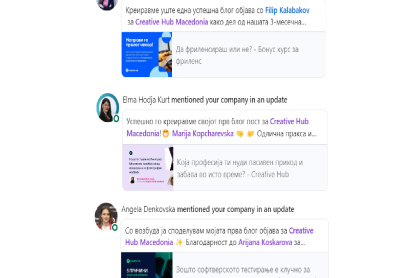 Креиравме уште една успешна блог објава со Filip Kalabakov
за Creative Hub Macedonia како дел од нашата 3-месечна...
Да фриленсираш или не? - Бонус курс за
фриленс
Elma Hodja Kurt mentioned your company in an update
Успешно го креиравме својот прв блог пост за Creative Hub
Macedonia!😁 Marija Kopcharevska 👊 🤛 Одлична пракса и...
Која професија ти нуди пасивен приход и
забава во исто време? - Creative Hub
Angela Denkovska mentioned your company in an update
Со возбуда ја споделувам мојата прва блог објава за Creative
Hub Macedonia ✨ Благодарност до Arijana Koskarova за...
Зошто софтверското тестирање е клучно за